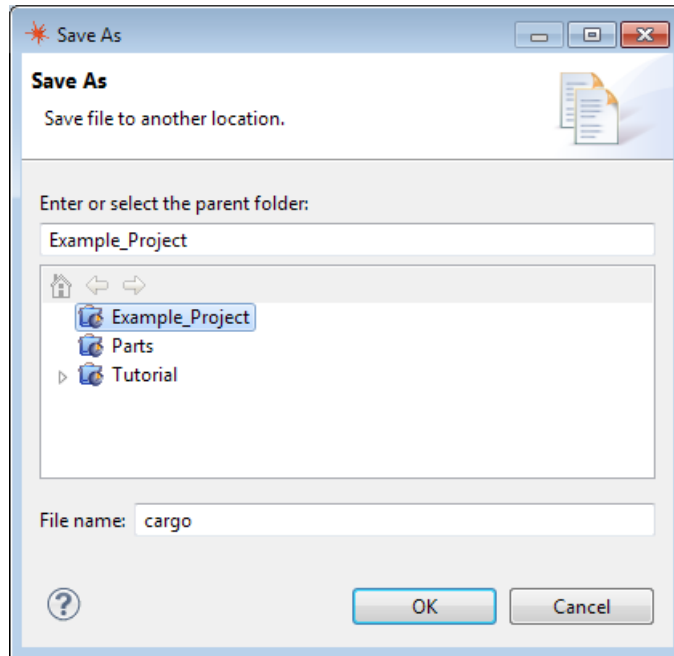 Save As
Save As
Save file to another location.
Enter or select the parent folder:
Example_Project
Example_Project
Parts
Tutorial
File name: cargo
?
OK Cancel